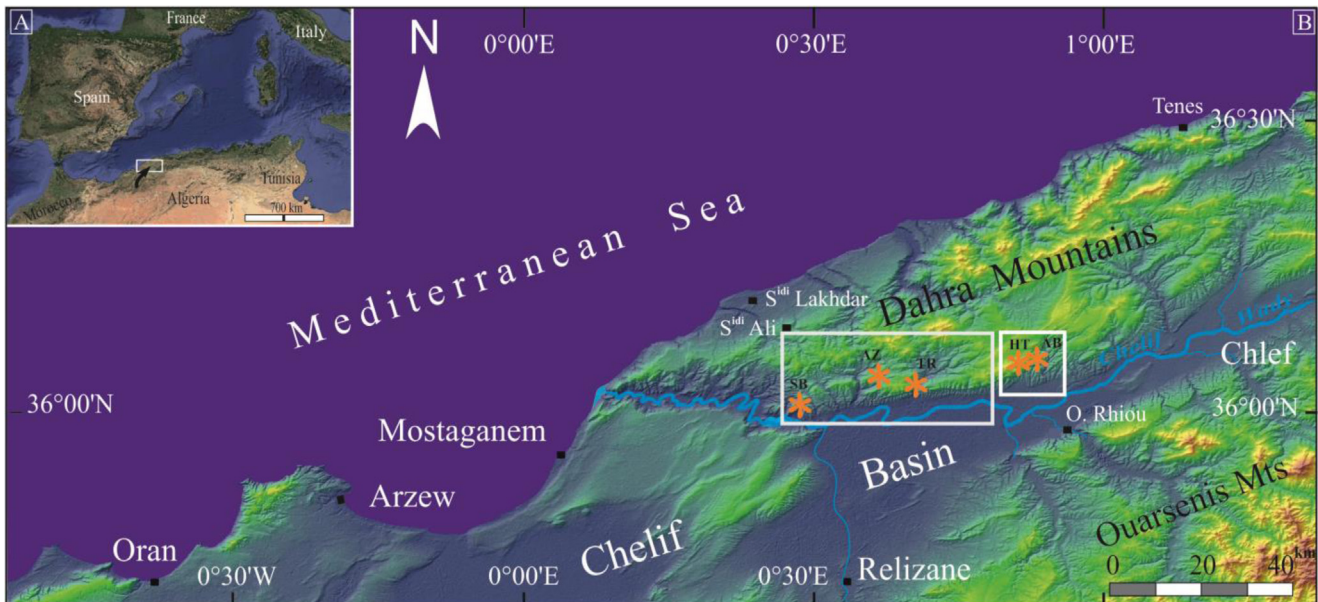 A
France
Italy
Spain
Morocco
Algeria
Tunisia
700 km
B
N
0°00'E
0°30'E
1°00'E
Tenes
36°30'N
Mediterranean Sea
Dahra Mountains
Sidi Lakhdar
Sidi Ali
HT
AB
AZ
TR
SB
Chelif Wady
Chlef
36°00'N
36°00'N
O. Rhiou
Mostaganem
Basin
Arzew
Ouarsenis Mts
Chelif
Oran
0°30'W
0°00'E
0°30'E
Relizane
0 20 40 km